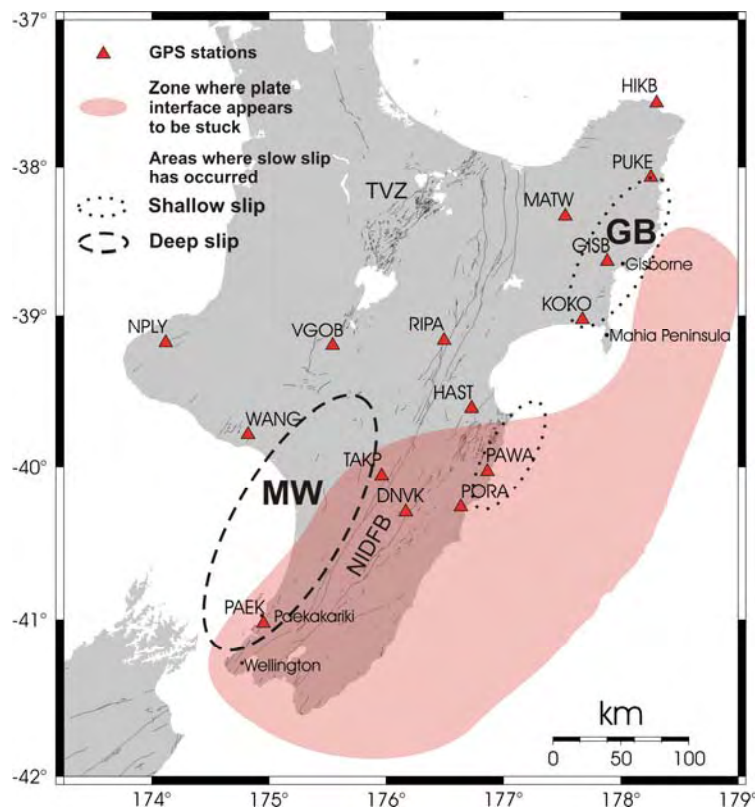 -37°
GPS stations
HIKB
Zone where plate
interface appears
to be stuck
-38°
PUKE
Areas where slow slip
has occurred
TVZ
MATW
Shallow slip
GB
GISB
Deep slip
Gisborne
-39°
KOKO
NPLY
VGOB
RIPA
Mahia Peninsula
HAST
WANG
-40°
TAKP
PAWA
MW
DNVK
PORA
NIDFB
-41°
PAEK
Paekakariki
Wellington
km
0 50 100
-42°
174° 175° 176° 177° 178° 179°